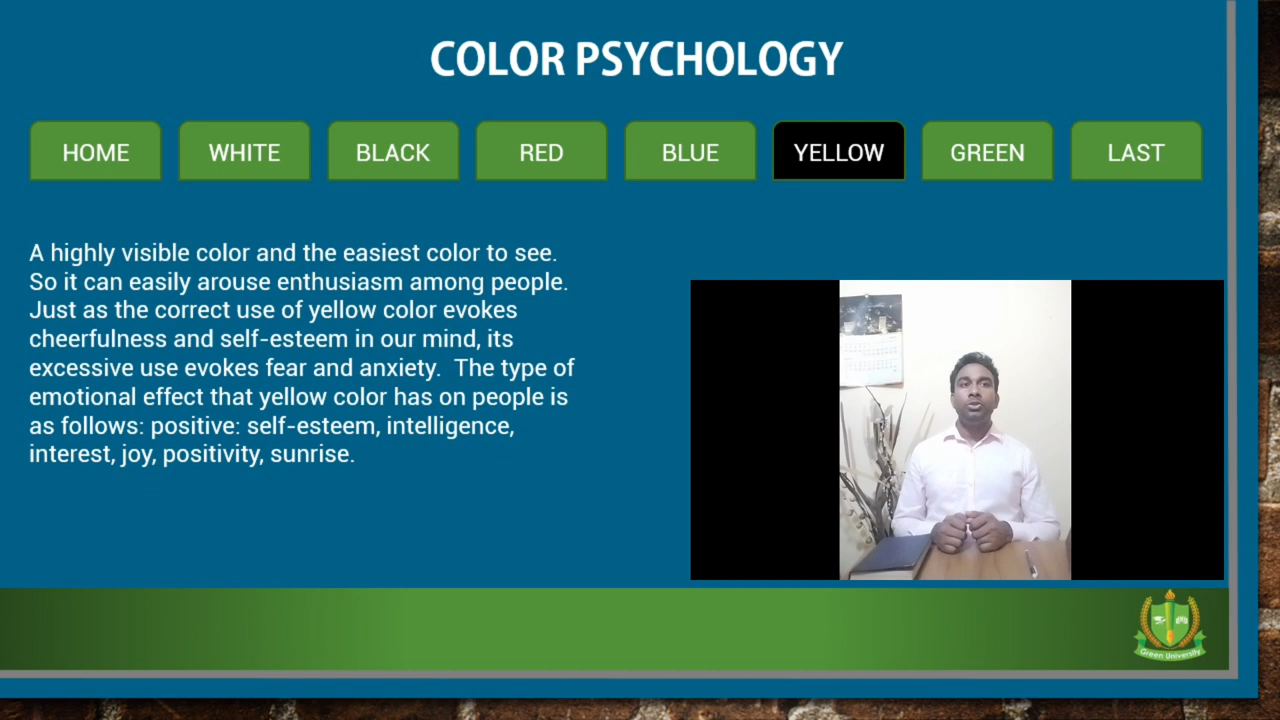 COLOR PSYCHOLOGY
HOME
WHITE
BLACK
RED
BLUE
YELLOW
GREEN
LAST
A highly visible color and the easiest color to see.
So it can easily arouse enthusiasm among people.
Just as the correct use of yellow color evokes
cheerfulness and self-esteem in our mind, its
excessive use evokes fear and anxiety. The type of
emotional effect that yellow color has on people is
as follows: positive: self-esteem, intelligence,
interest, joy, positivity, sunrise.
Green University